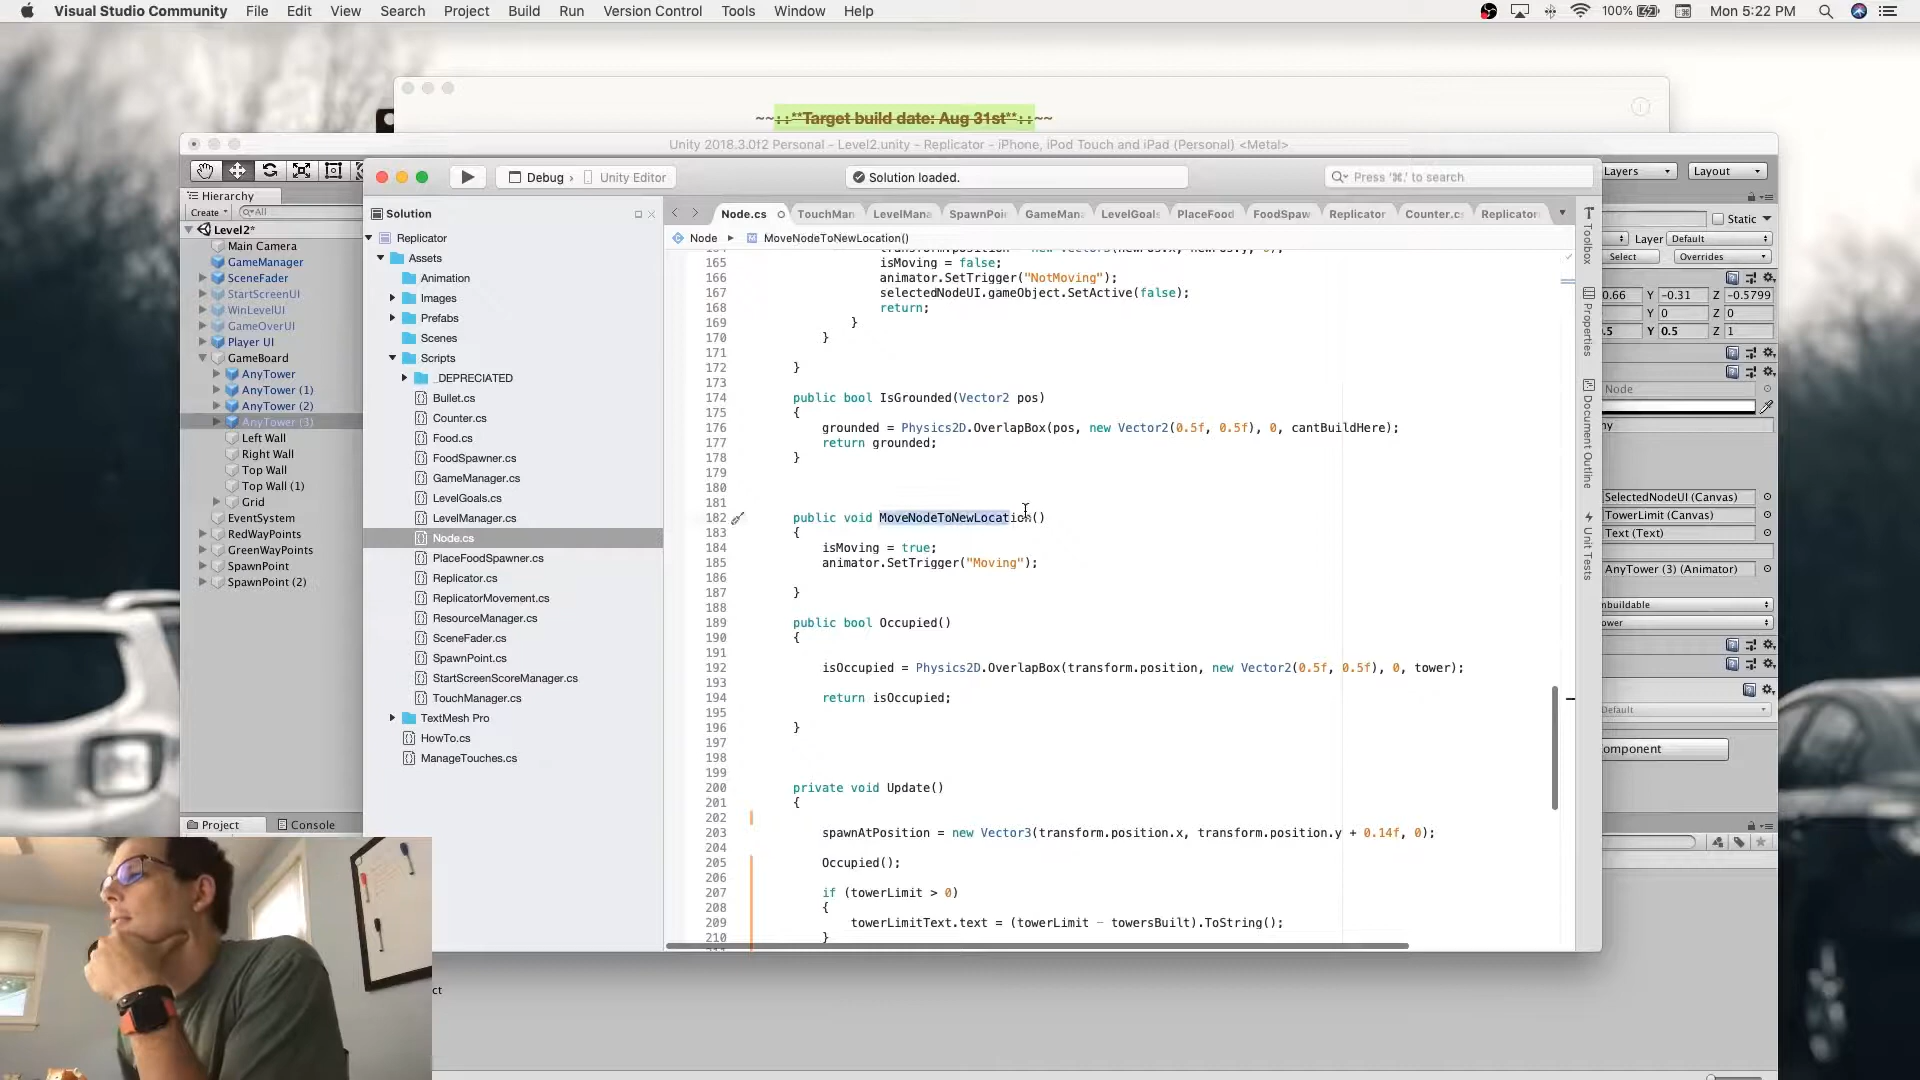 Visual Studio Community File Edit View Search Project Build Run Version Control Tools Window Help 100% Mon 5:22 PM
~~::**Target build date: Aug 31st**::~~
Unity 2018.3.0f2 Personal - Level2.unity - Replicator - iPhone, iPod Touch and iPad (Personal) <Metal>
Layers Layout
Debug › Unity Editor
Solution loaded.
Press '⌘.' to search
Hierarchy
Create All
Level2*
Main Camera
GameManager
SceneFader
StartScreenUI
WinLevelUI
GameOverUI
Player UI
GameBoard
AnyTower
AnyTower (1)
AnyTower (2)
AnyTower (3)
Left Wall
Right Wall
Top Wall
Top Wall (1)
Grid
EventSystem
RedWayPoints
GreenWayPoints
SpawnPoint
SpawnPoint (2)
Project Console
Solution
Replicator
Assets
Animation
Images
Prefabs
Scenes
Scripts
_DEPRECIATED
Bullet.cs
Counter.cs
Food.cs
FoodSpawner.cs
GameManager.cs
LevelGoals.cs
LevelManager.cs
Node.cs
PlaceFoodSpawner.cs
Replicator.cs
ReplicatorMovement.cs
ResourceManager.cs
SceneFader.cs
SpawnPoint.cs
StartScreenScoreManager.cs
TouchManager.cs
TextMesh Pro
HowTo.cs
ManageTouches.cs
Node.cs TouchMan LevelMana SpawnPoi GameMana LevelGoals PlaceFood FoodSpaw Replicator Counter.cs Replicator
Node MoveNodeToNewLocation()
165 isMoving = false;
166 animator.SetTrigger("NotMoving");
167 selectedNodeUI.gameObject.SetActive(false);
168 return;
169 }
170 }
171
172 }
173
174 public bool IsGrounded(Vector2 pos)
175 {
176 grounded = Physics2D.OverlapBox(pos, new Vector2(0.5f, 0.5f), 0, cantBuildHere);
177 return grounded;
178 }
179
180
181
182 public void MoveNodeToNewLocation()
183 {
184 isMoving = true;
185 animator.SetTrigger("Moving");
186
187 }
188
189 public bool Occupied()
190 {
191
192 isOccupied = Physics2D.OverlapBox(transform.position, new Vector2(0.5f, 0.5f), 0, tower);
193
194 return isOccupied;
195
196 }
197
198
199
200 private void Update()
201 {
202
203 spawnAtPosition = new Vector3(transform.position.x, transform.position.y + 0.14f, 0);
204
205 Occupied();
206
207 if (towerLimit > 0)
208 {
209 towerLimitText.text = (towerLimit - towersBuilt).ToString();
210 }
Toolbox
Properties
Document Outline
Unit Tests
Static
Layer Default
Select Overrides
0.66 Y -0.31 Z -0.5799
Y 0 Z 0
.5 Y 0.5 Z 1
Node
ny
SelectedNodeUI (Canvas)
TowerLimit (Canvas)
Text (Text)
AnyTower (3) (Animator)
nbuildable
ower
Default
omponent
ct